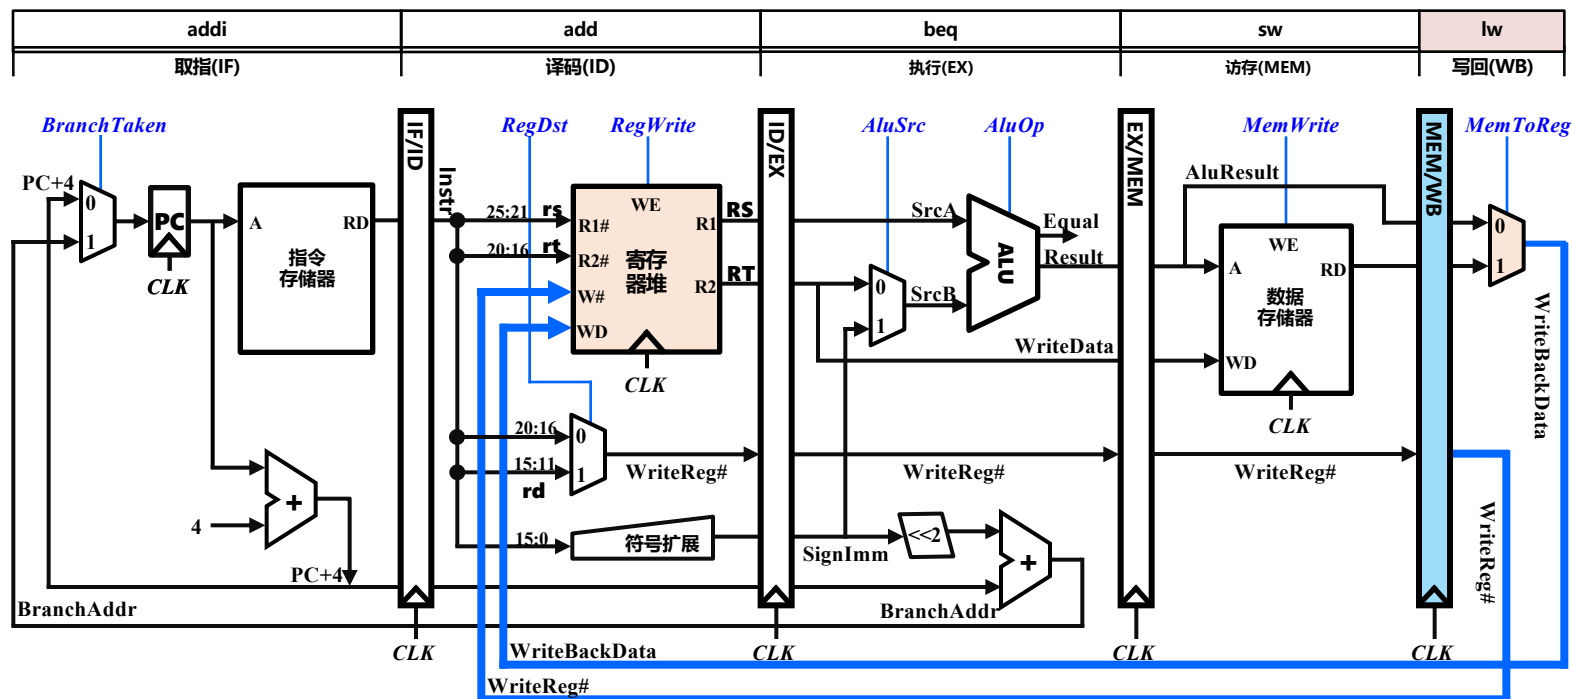 addi add beq sw lw
取指(IF) 译码(ID) 执行(EX) 访存(MEM) 写回(WB)
BranchTaken RegDst RegWrite AluSrc AluOp MemWrite MemToReg
IF/ID
ID/EX
EX/MEM
MEM/WB
PC+4
0
1
PC
CLK
A
RD
指令
存储器
Instr
25:21 rs
20:16 rt
WE
R1#
R2#
W#
WD
R1
R2
寄存
器堆
CLK
RS
RT
SrcA
0
1
SrcB
ALU
Equal
Result
WriteData
AluResult
WE
A
RD
数据
存储器
WD
CLK
0
1
WriteBackData
20:16
15:11
rd
0
1
WriteReg#
WriteReg#
WriteReg#
WriteReg#
4
+
PC+4
15:0
符号扩展
SignImm
<<2
+
BranchAddr
BranchAddr
CLK
CLK
CLK
CLK
WriteBackData
WriteReg#